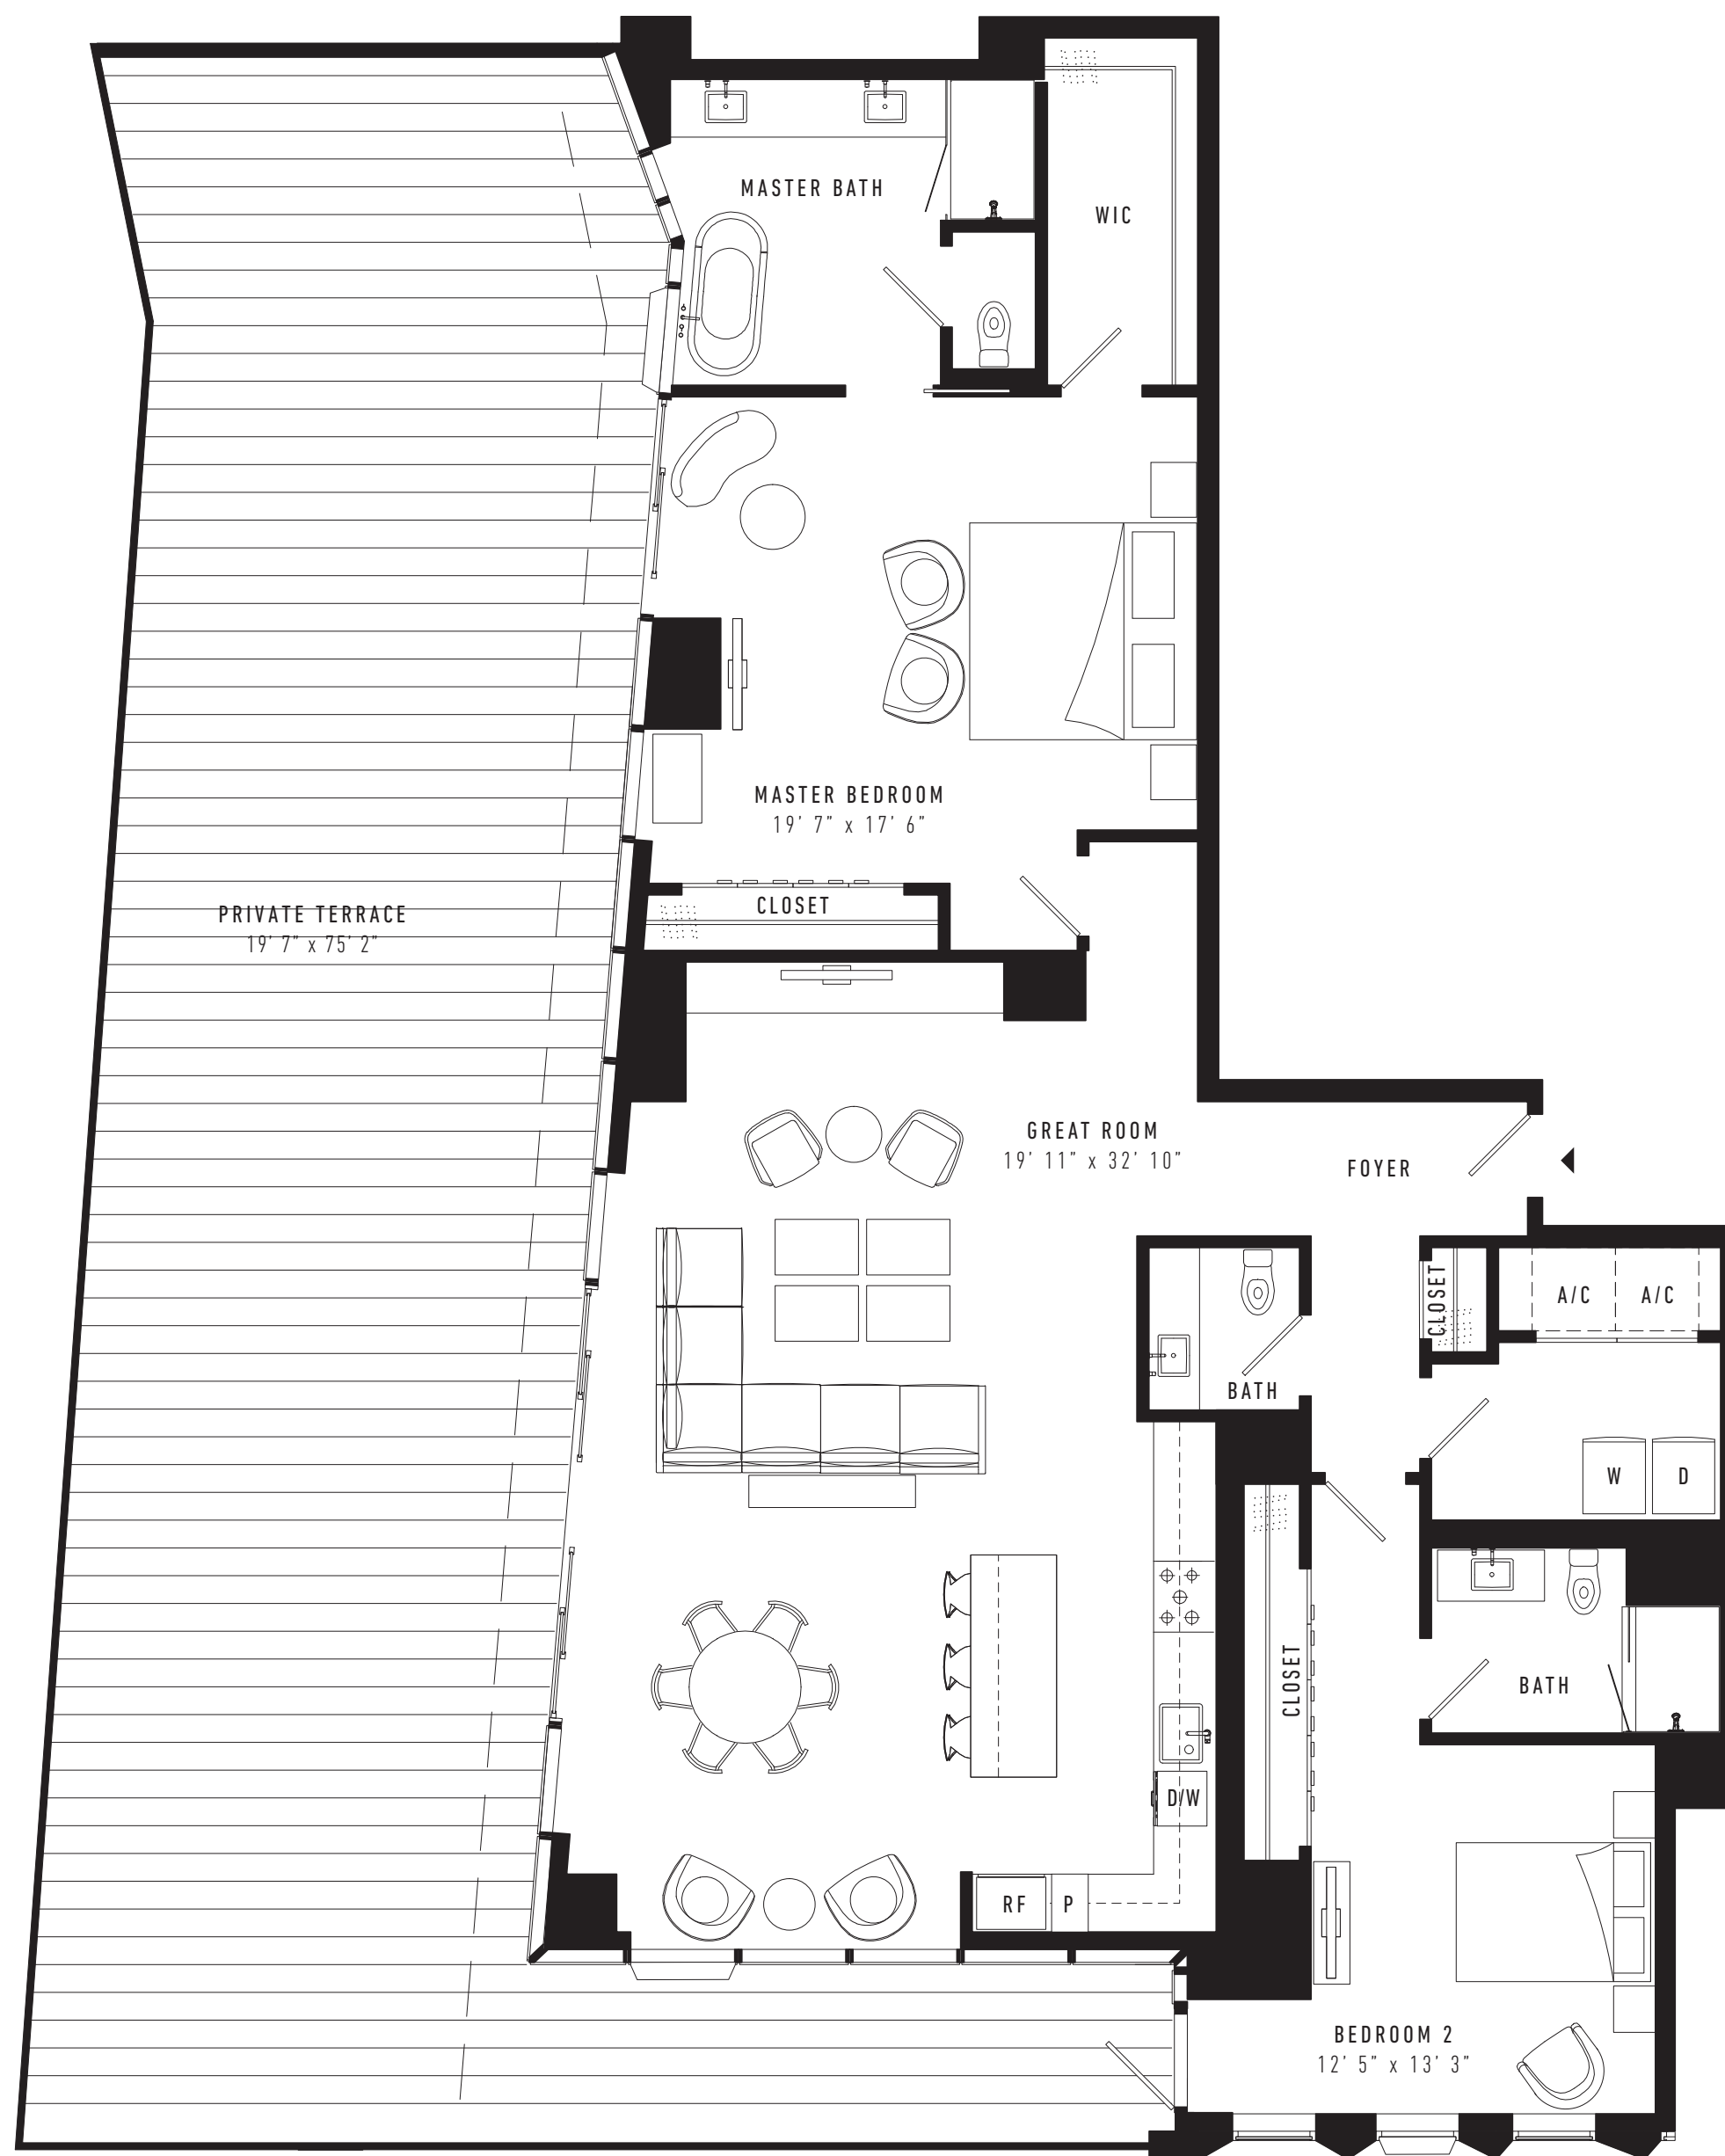 MASTER BATH
WIC
MASTER BEDROOM
19' 7" x 17' 6"
CLOSET
PRIVATE TERRACE
19' 7" x 75' 2"
GREAT ROOM
19' 11" x 32' 10"
FOYER
CLOSET
A/C
A/C
BATH
W
D
CLOSET
BATH
D/W
RF
P
BEDROOM 2
12' 5" x 13' 3"